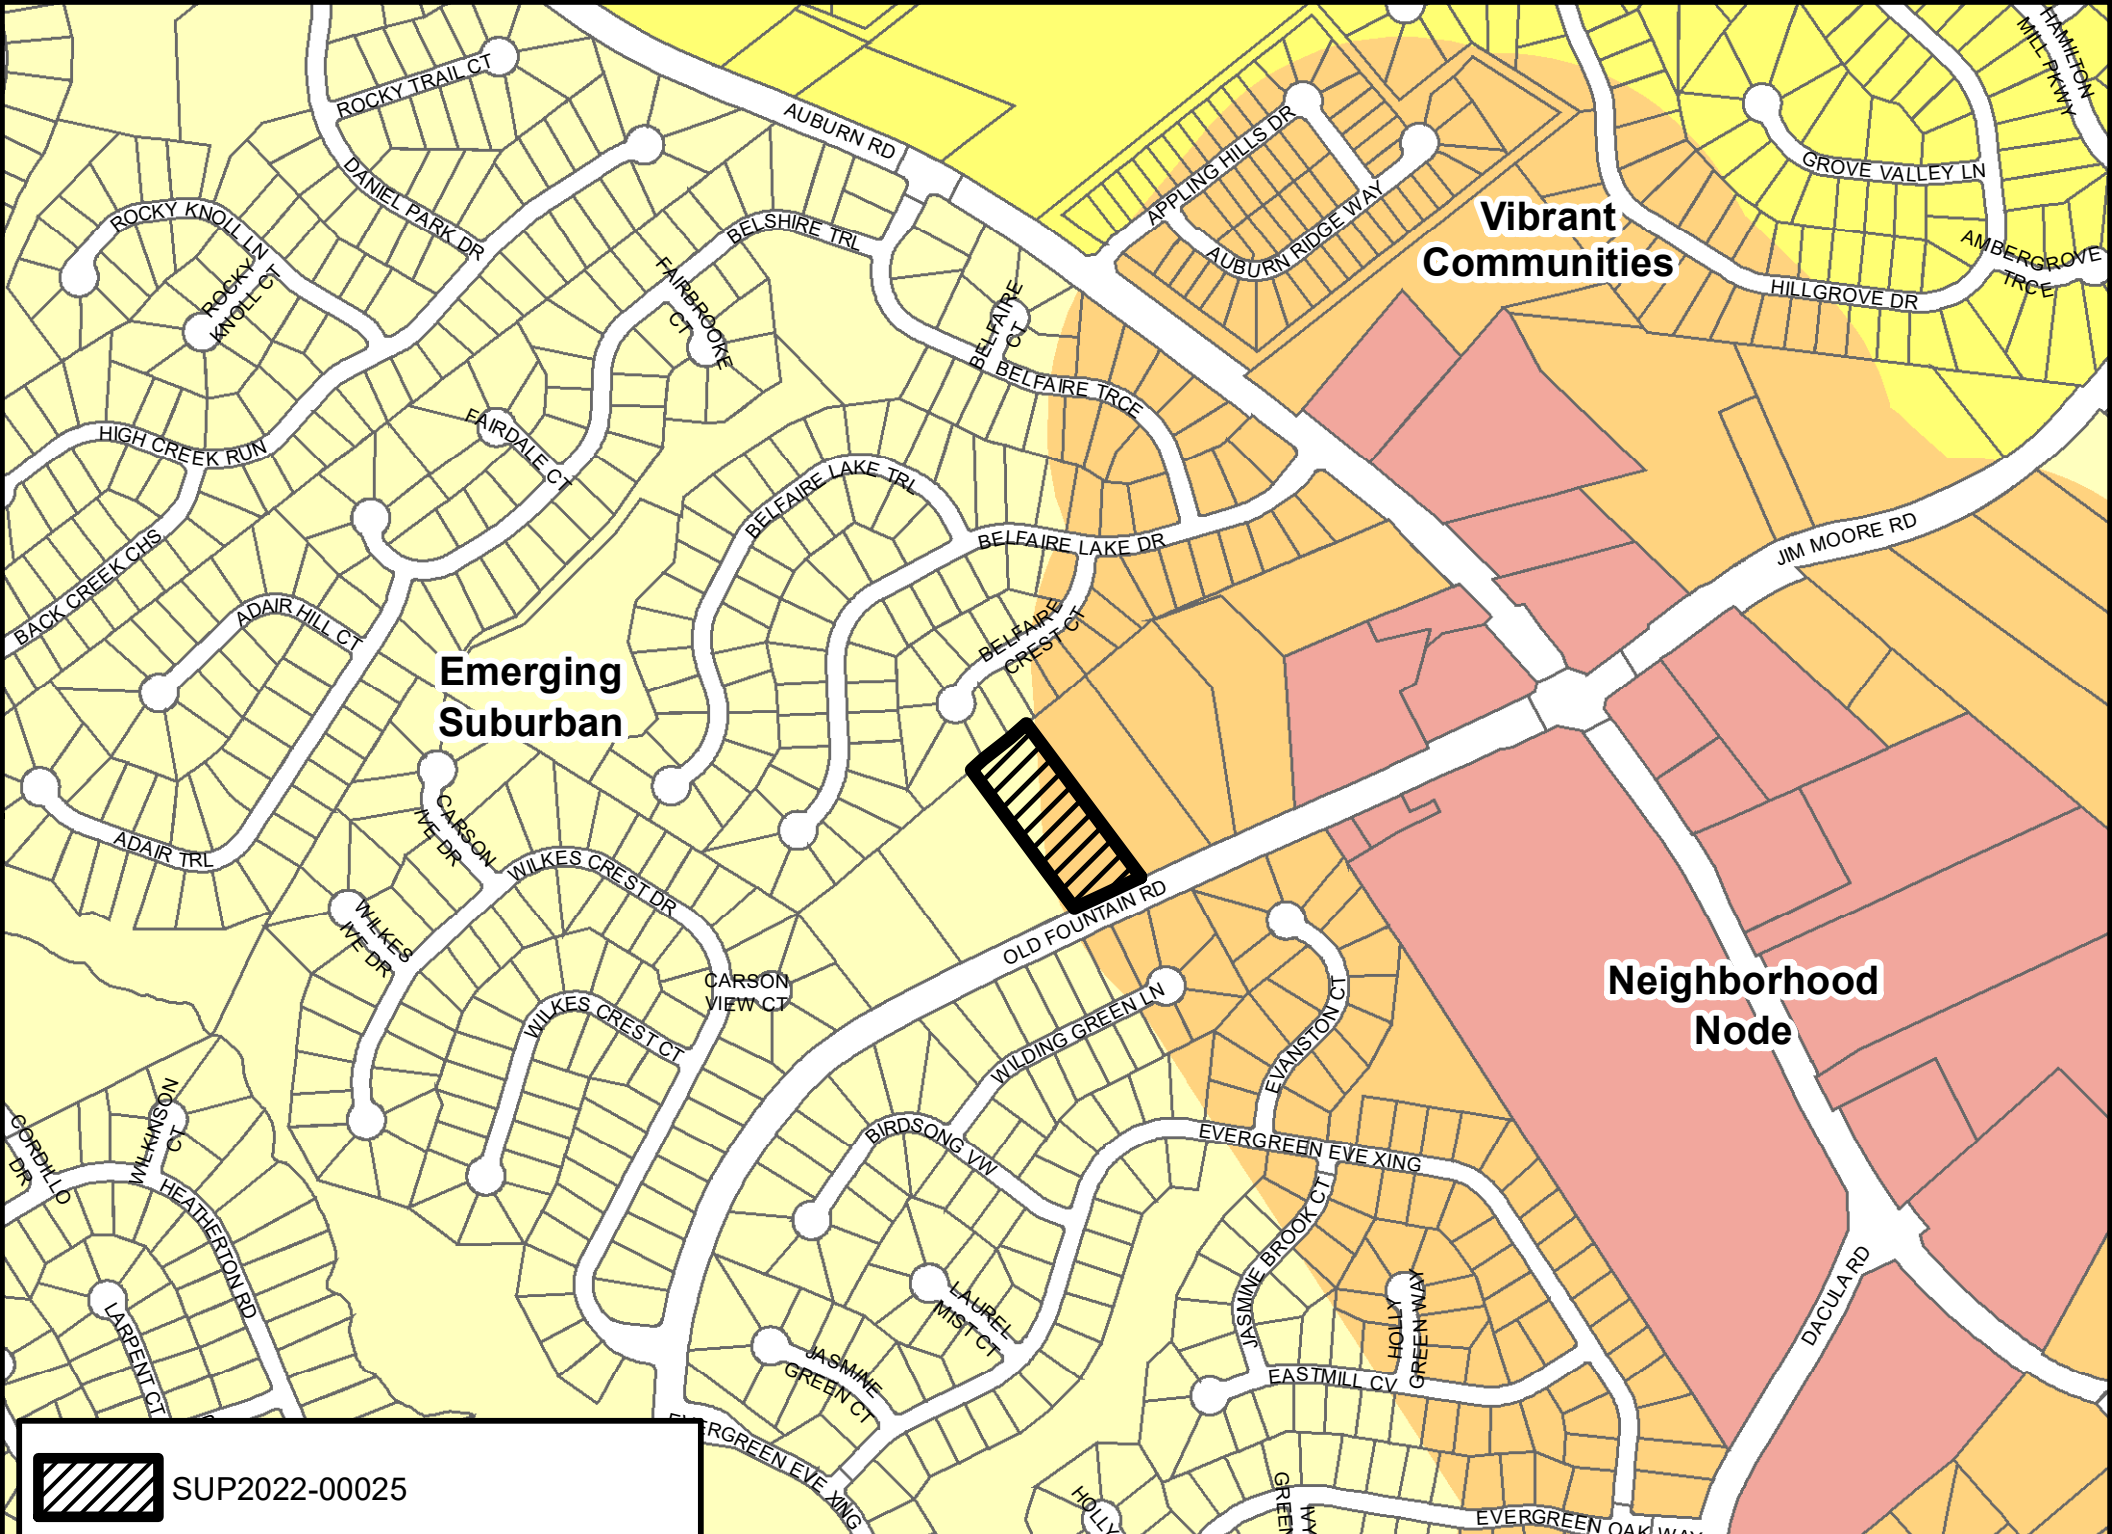 HAMILTON
MILL PKWY
ROCKY TRAIL CT
AUBURN RD
DANIEL PARK DR
APPLING HILLS DR
GROVE VALLEY LN
ROCKY KNOLL LN
BELSHIRE TRL
AUBURN RIDGE WAY
Vibrant
Communities
AMBERGROVE
TRCE
ROCKY
KNOLL CT
FAIRBROOKE
CT
BELFAIRE
CT
HILLGROVE DR
BELFAIRE TRCE
HIGH CREEK RUN
FAIRDALE CT
BELFAIRE LAKE TRL
BELFAIRE LAKE DR
JIM MOORE RD
BACK CREEK CHS
ADAIR HILL CT
BELFAIRE
CREST CT
Emerging
Suburban
ADAIR TRL
CARSON
IVE DR
WILKES CREST DR
WILKES
IVE DR
OLD FOUNTAIN RD
CARSON
VIEW CT
WILKES CREST CT
WILDING GREEN LN
EVANSTON CT
Neighborhood
Node
CORDILLO
DR
WILKINSON
CT
HEATHERTON RD
BIRDSONG VW
EVERGREEN EVE XING
JASMINE BROOK CT
LARPENT CT
LAUREL
MIST CT
HOLLY
GREEN WAY
DACULA RD
JASMINE
GREEN CT
EASTMILL CV
EVERGREEN EVE XING
SUP2022-00025
HOLLY
GREEN
IVY
EVERGREEN OAK WAY